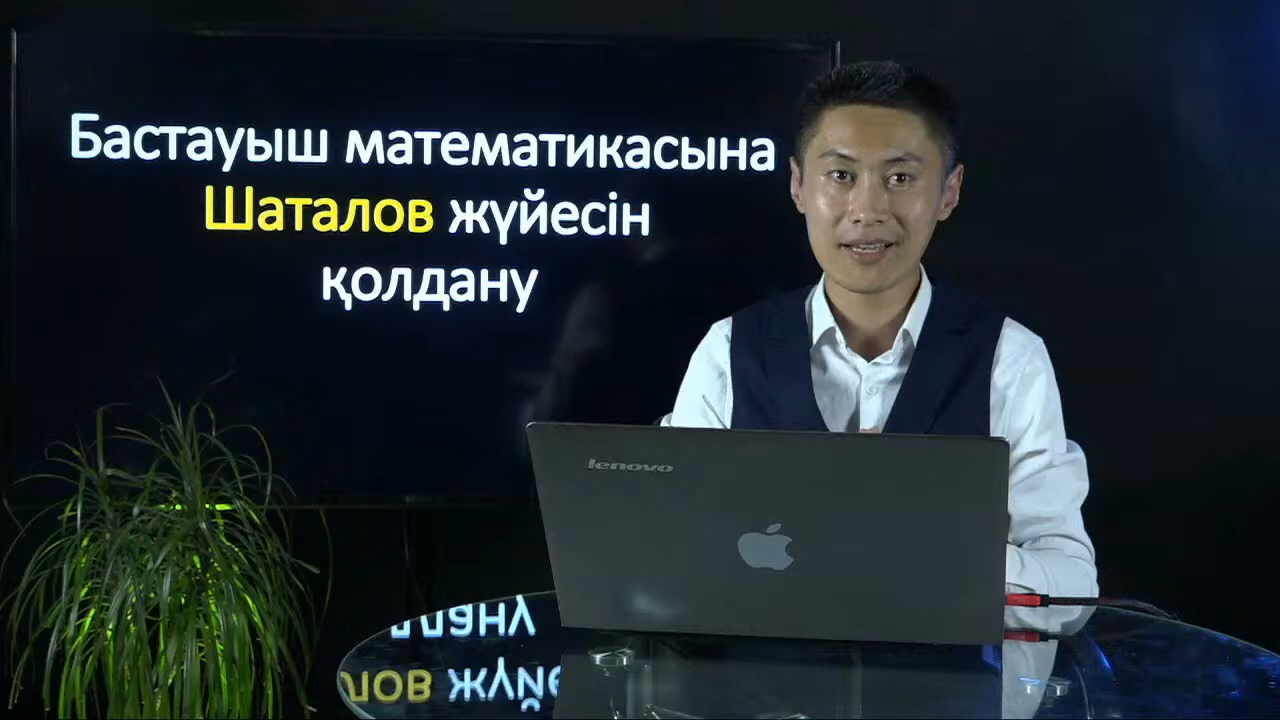 Бастауыш математикасына
Шаталов жүйесін
қолдану
lenovo